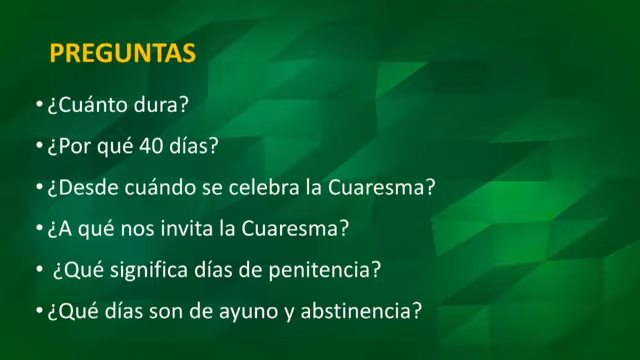 PREGUNTAS
• ¿Cuánto dura?
• ¿Por qué 40 días?
• ¿Desde cuándo se celebra la Cuaresma?
• ¿A qué nos invita la Cuaresma?
• ¿Qué significa días de penitencia?
• ¿Qué días son de ayuno y abstinencia?